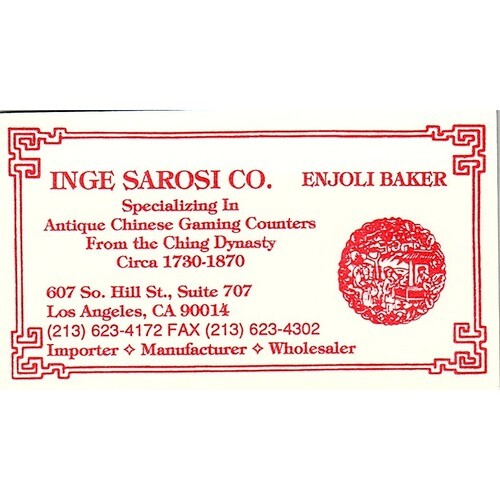 INGE SAROSI CO. ENJOLI BAKER
Specializing In
Antique Chinese Gaming Counters
From the Ching Dynasty
Circa 1730-1870
607 So. Hill St., Suite 707
Los Angeles, CA 90014
(213) 623-4172 FAX (213) 623-4302
Importer ✧ Manufacturer ✧ Wholesaler